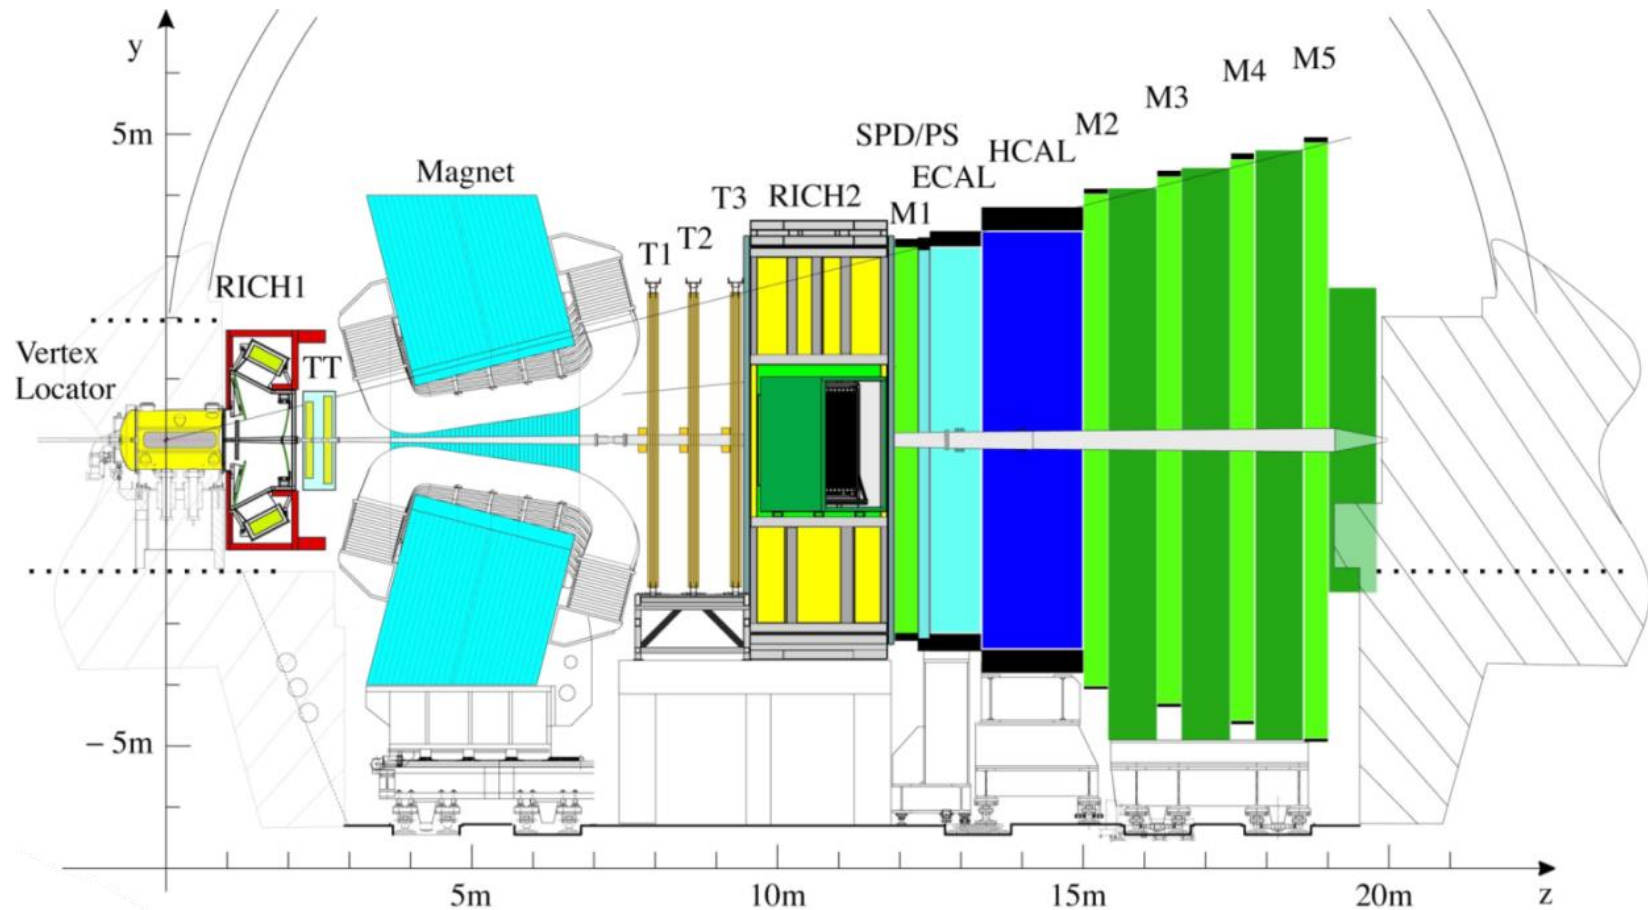 y
5m
Magnet
RICH1
Vertex
Locator
TT
T1
T2
T3
RICH2
SPD/PS
ECAL
M1
HCAL
M2
M3
M4
M5
− 5m
5m
10m
15m
20m
z